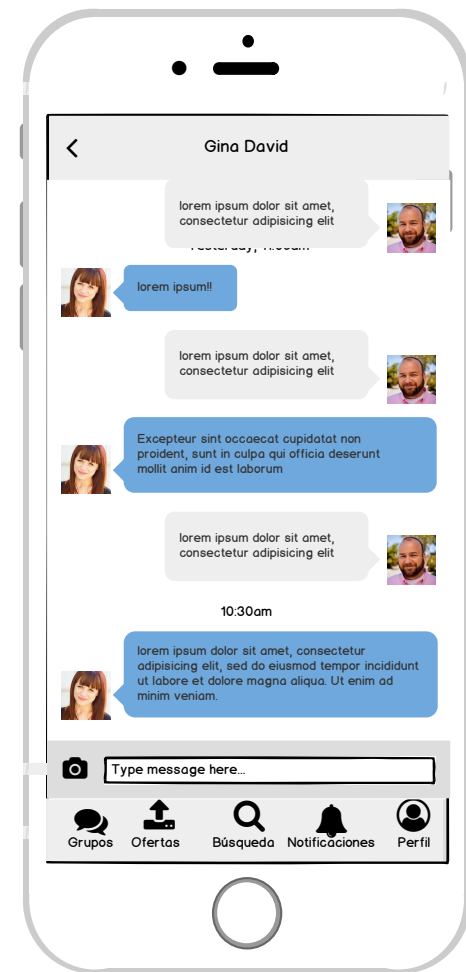 Gina David
lorem ipsum dolor sit amet,
consectetur adipisicing elit
lorem ipsum!!
lorem ipsum dolor sit amet,
consectetur adipisicing elit
Excepteur sint occaecat cupidatat non
proident, sunt in culpa qui officia deserunt
mollit anim id est laborum
lorem ipsum dolor sit amet,
consectetur adipisicing elit
10:30am
lorem ipsum dolor sit amet, consectetur
adipisicing elit, sed do eiusmod tempor incididunt
ut labore et dolore magna aliqua. Ut enim ad
minim veniam.
Type message here...
Grupos Ofertas Búsqueda Notificaciones Perfil